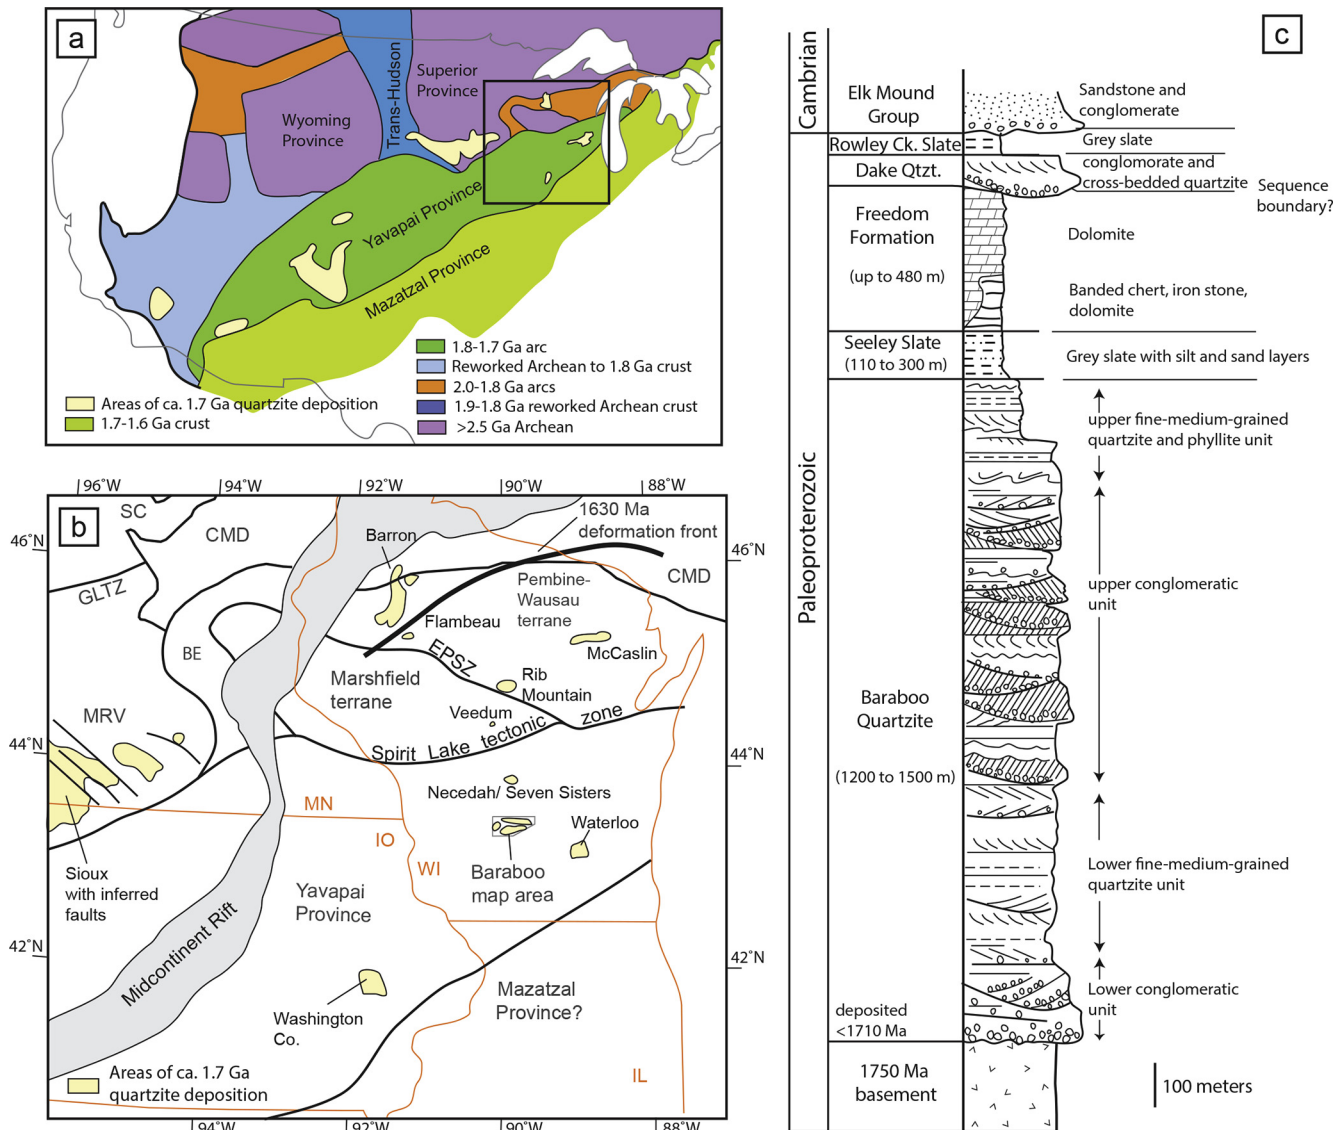 a
Trans-Hudson
Superior
Province
Wyoming
Province
Yavapai Province
Mazatzal Province
1.8-1.7 Ga arc
Reworked Archean to 1.8 Ga crust
2.0-1.8 Ga arcs
Areas of ca. 1.7 Ga quartzite deposition
1.9-1.8 Ga reworked Archean crust
1.7-1.6 Ga crust
>2.5 Ga Archean
b
96°W
94°W
92°W
90°W
88°W
SC
CMD
1630 Ma
deformation front
Barron
46°N
46°N
GLTZ
Pembine-
Wausau
terrane
CMD
Flambeau
BE
EPSZ
McCaslin
Marshfield
terrane
Rib
Mountain
MRV
Veedum
Spirit Lake tectonic zone
44°N
44°N
Necedah/ Seven Sisters
MN
IO
Waterloo
WI
Baraboo
map area
Sioux
with inferred
faults
Yavapai
Province
Midcontinent Rift
42°N
42°N
Mazatzal
Province?
Washington
Co.
Areas of ca. 1.7 Ga
quartzite deposition
IL
94°W
92°W
90°W
88°W
c
Cambrian
Paleoproterozoic
Elk Mound
Group
Sandstone and
conglomerate
Rowley Ck. Slate
Grey slate
Dake Qtzt.
conglomorate and
cross-bedded quartzite
Sequence
boundary?
Freedom
Formation
(up to 480 m)
Dolomite
Banded chert, iron stone,
dolomite
Seeley Slate
(110 to 300 m)
Grey slate with silt and sand layers
upper fine-medium-grained
quartzite and phyllite unit
upper conglomeratic
unit
Baraboo
Quartzite
(1200 to 1500 m)
Lower fine-medium-grained
quartzite unit
Lower conglomeratic
unit
deposited
<1710 Ma
1750 Ma
basement
100 meters